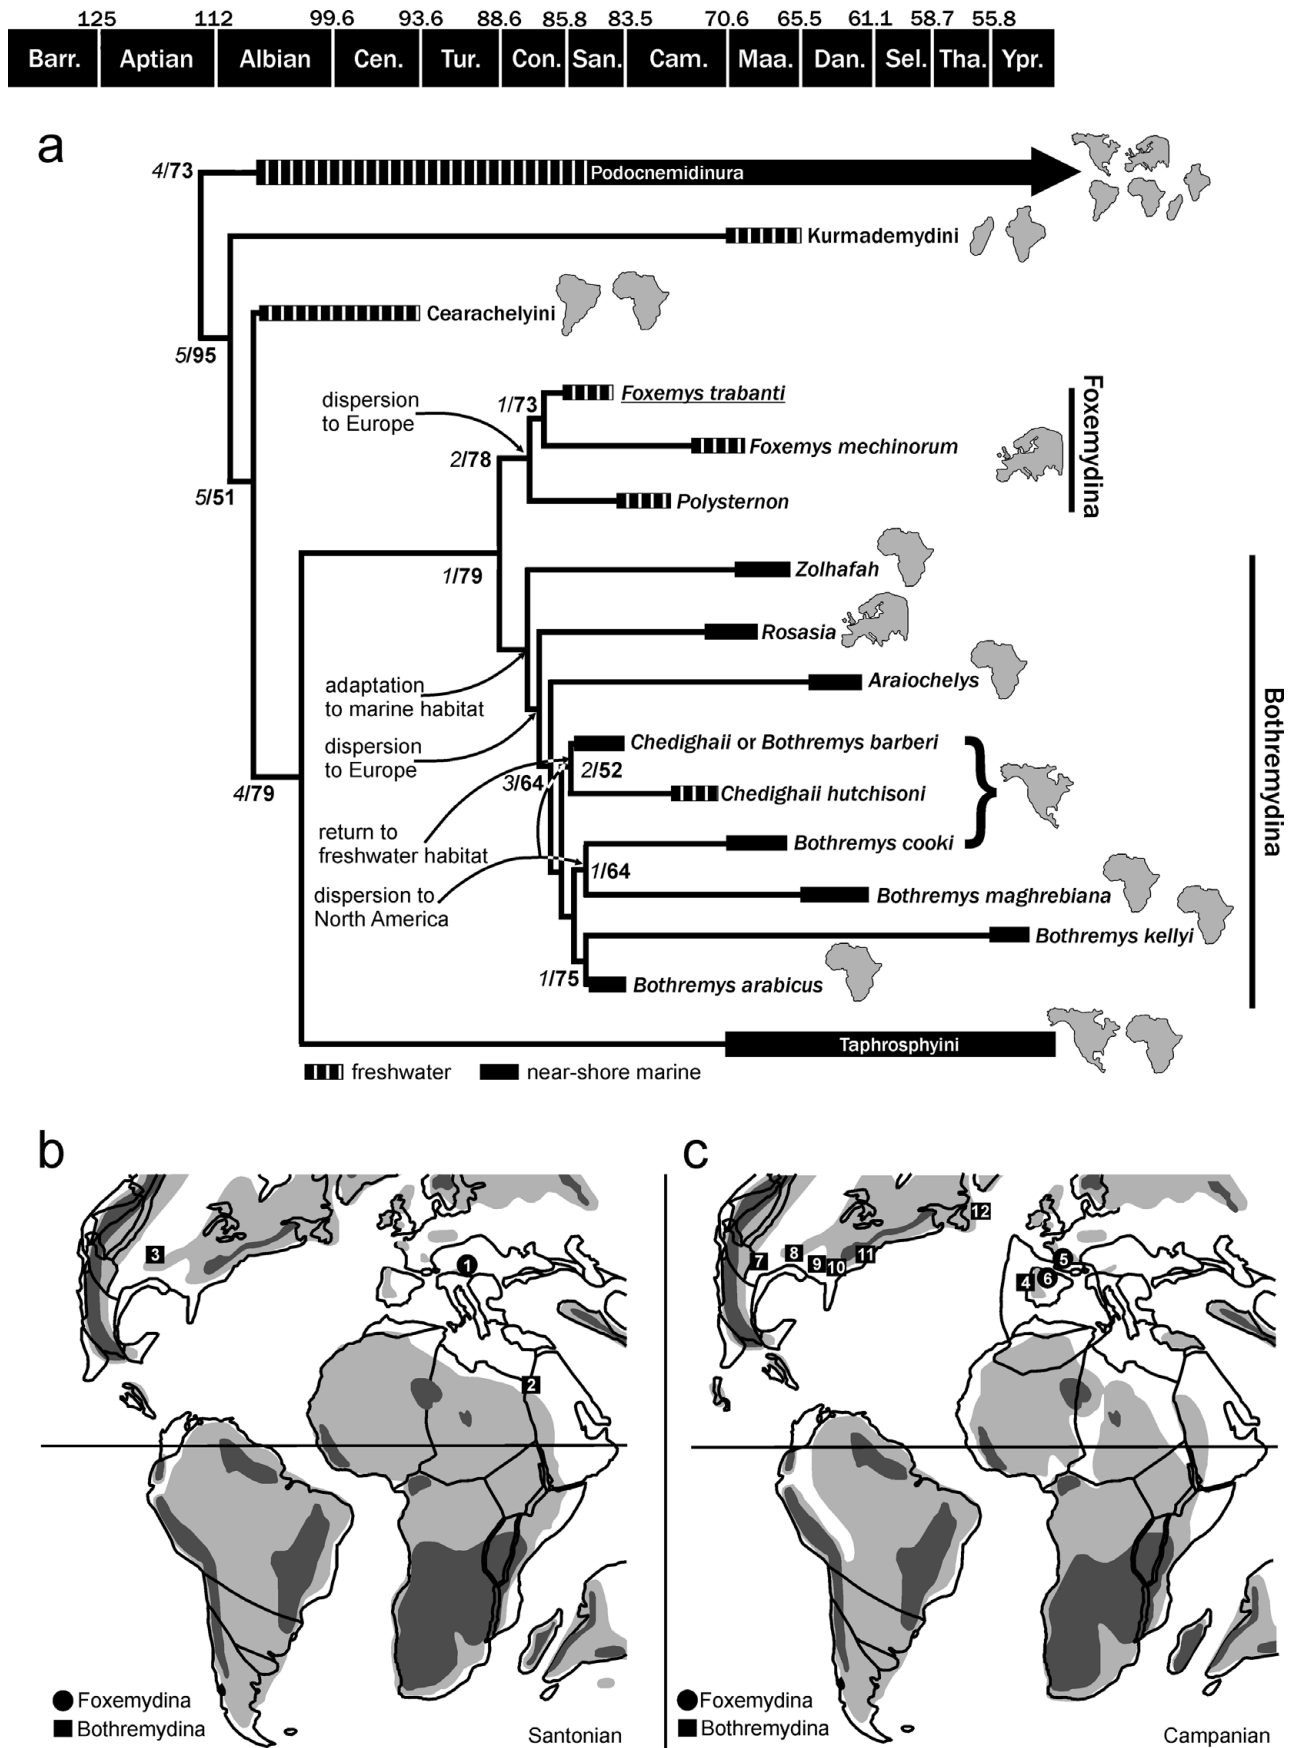 125 112 99.6 93.6 88.6 85.8 83.5 70.6 65.5 61.1 58.7 55.8
Barr. Aptian Albian Cen. Tur. Con. San. Cam. Maa. Dan. Sel. Tha. Ypr.
a
4/73
Podocnemidinura
Kurmademydini
Cearachelyini
5/95
dispersion
to Europe
1/73
Foxemys trabanti
Foxemys mechinorum
2/78
Polysternon
Foxemydina
5/51
Zolhafah
1/79
Rosasia
adaptation
to marine habitat
Araiochelys
dispersion
to Europe
Chedighaii or Bothremys barberi
3/64
2/52
Chedighaii hutchisoni
4/79
return to
freshwater habitat
Bothremys cooki
1/64
dispersion to
North America
Bothremys maghrebiana
Bothremys kellyi
1/75
Bothremys arabicus
Bothremydina
Taphrosphyini
freshwater
near-shore marine
b
3
1
2
Foxemydina
Bothremydina
Santonian
c
12
7
8
9
10
11
5
4
6
Foxemydina
Bothremydina
Campanian